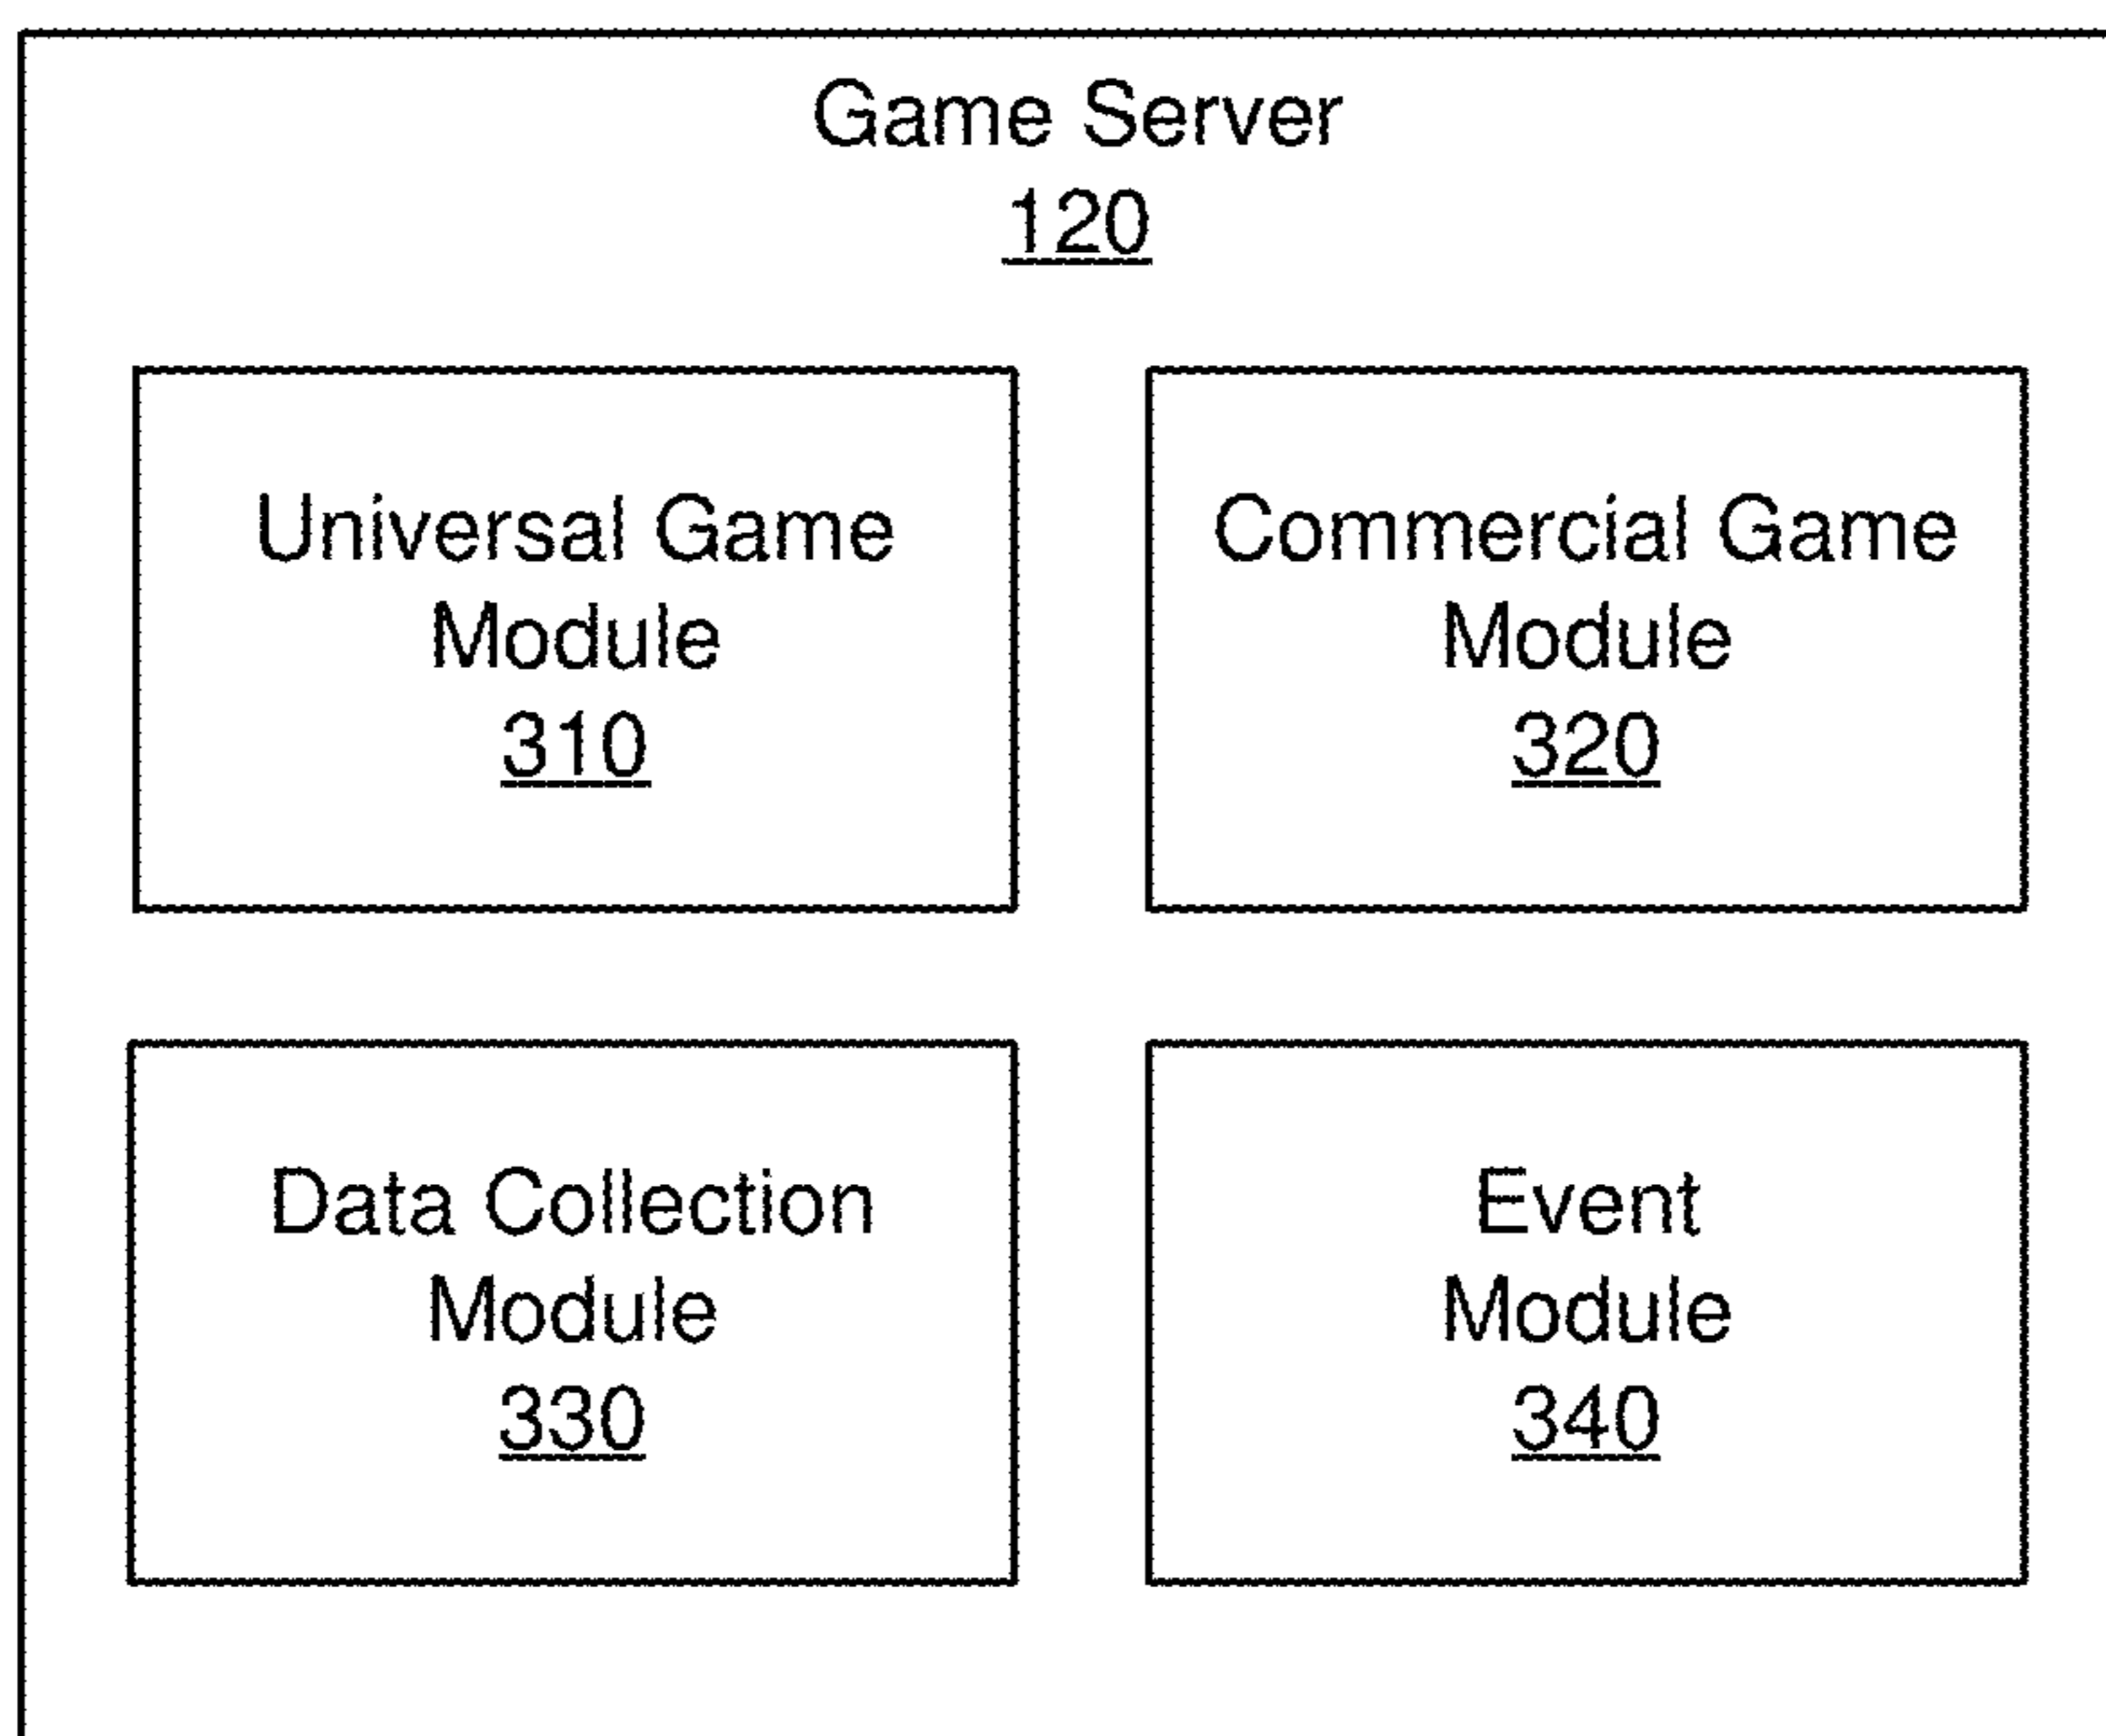 Game Server
120
Universal Game
Module
310
Commercial Game
Module
320
Data Collection
Module
330
Event
Module
340